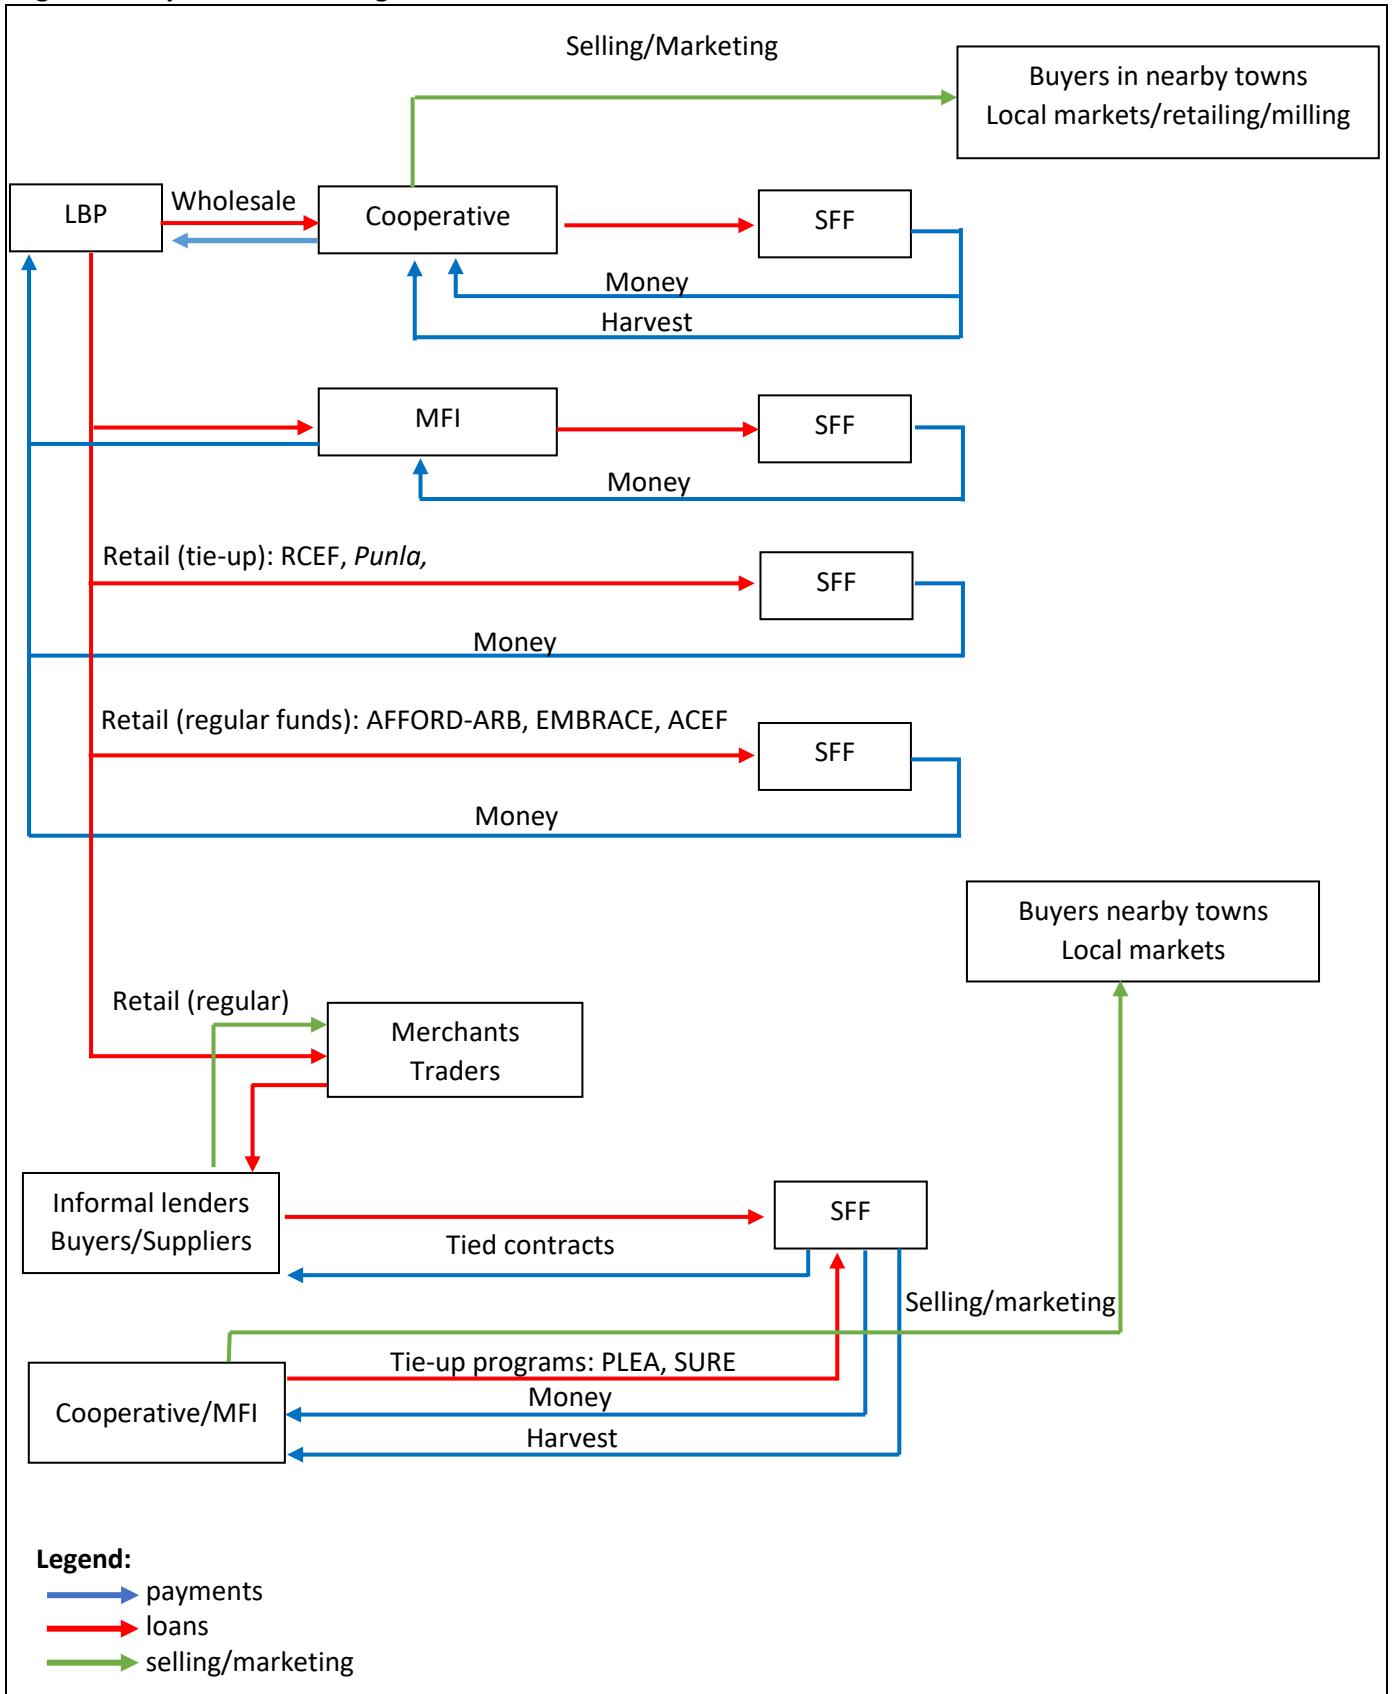 Selling/Marketing
Buyers in nearby towns
Local markets/retailing/milling
LBP
Wholesale
Cooperative
SFF
Money
Harvest
MFI
SFF
Money
Retail (tie-up): RCEF, Punla,
SFF
Money
Retail (regular funds): AFFORD-ARB, EMBRACE, ACEF
SFF
Money
Buyers nearby towns
Local markets
Retail (regular)
Merchants
Traders
Informal lenders
Buyers/Suppliers
SFF
Tied contracts
Selling/marketing
Tie-up programs: PLEA, SURE
Money
Cooperative/MFI
Harvest
Legend:
payments
loans
selling/marketing